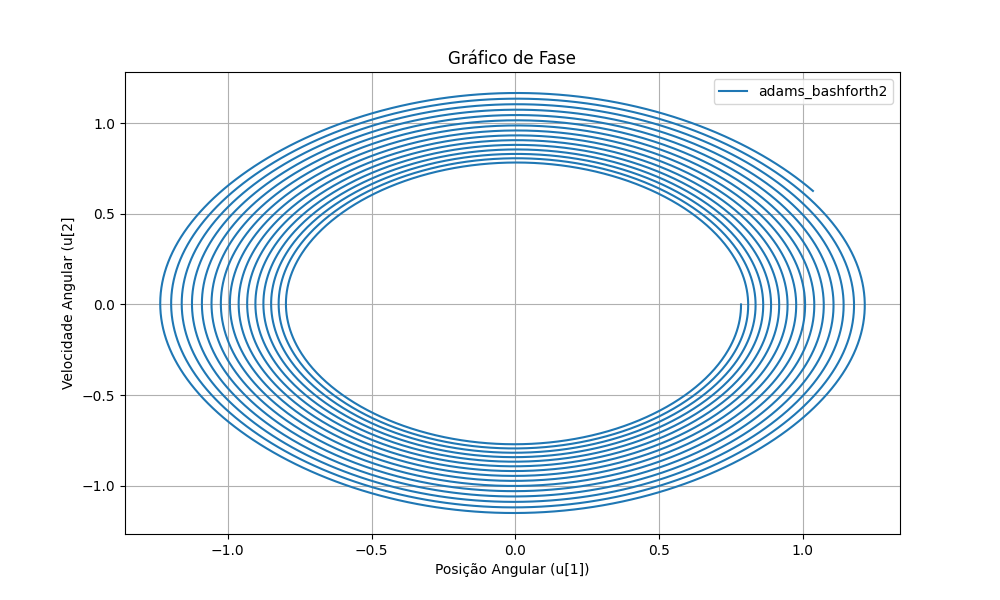 Gráfico de Fase
adams_bashforth2
Velocidade Angular (u[2]
1.0
0.5
0.0
−0.5
−1.0
−1.0
−0.5
0.0
0.5
1.0
Posição Angular (u[1])